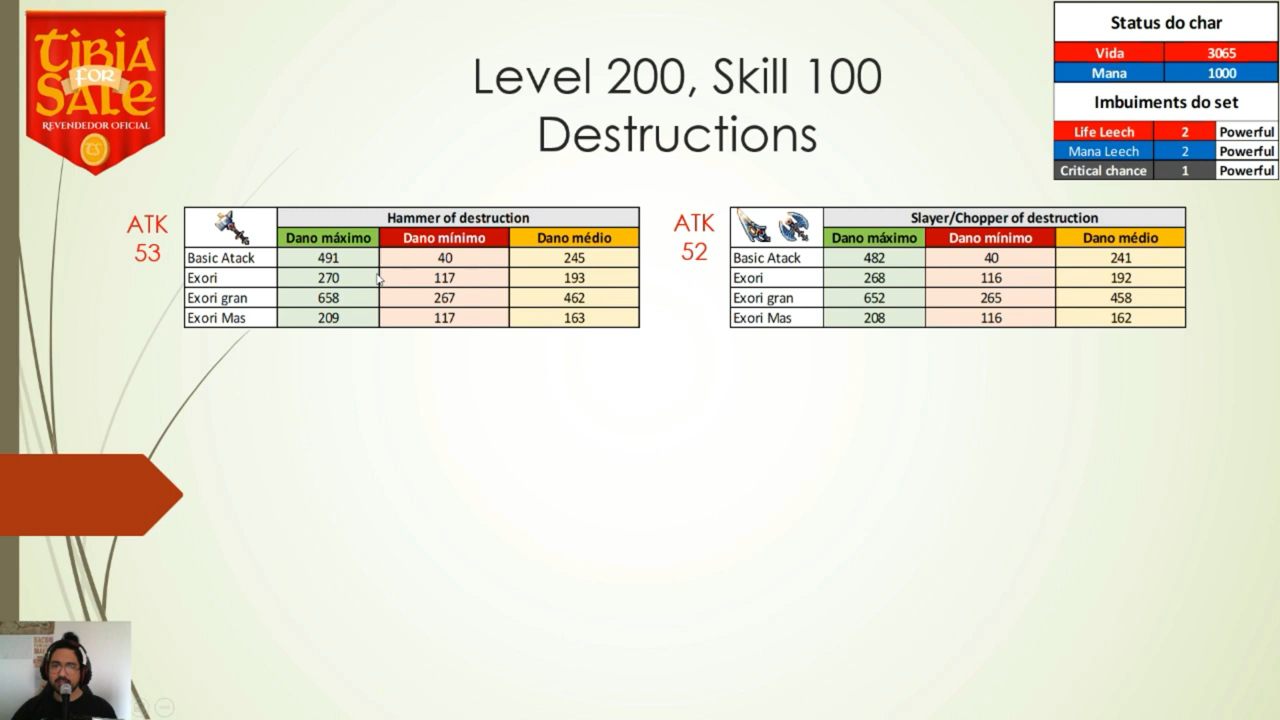 TiBiA
FOR
SALE
REVENDEDOR OFICIAL
Level 200, Skill 100
Destructions
Status do char
Vida 3065
Mana 1000
Imbuiments do set
Life Leech 2 Powerful
Mana Leech 2 Powerful
Critical chance 1 Powerful
ATK
53
Hammer of destruction
Dano máximo Dano mínimo Dano médio
Basic Atack 491 40 245
Exori 270 117 193
Exori gran 658 267 462
Exori Mas 209 117 163
ATK
52
Slayer/Chopper of destruction
Dano máximo Dano mínimo Dano médio
Basic Atack 482 40 241
Exori 268 116 192
Exori gran 652 265 458
Exori Mas 208 116 162